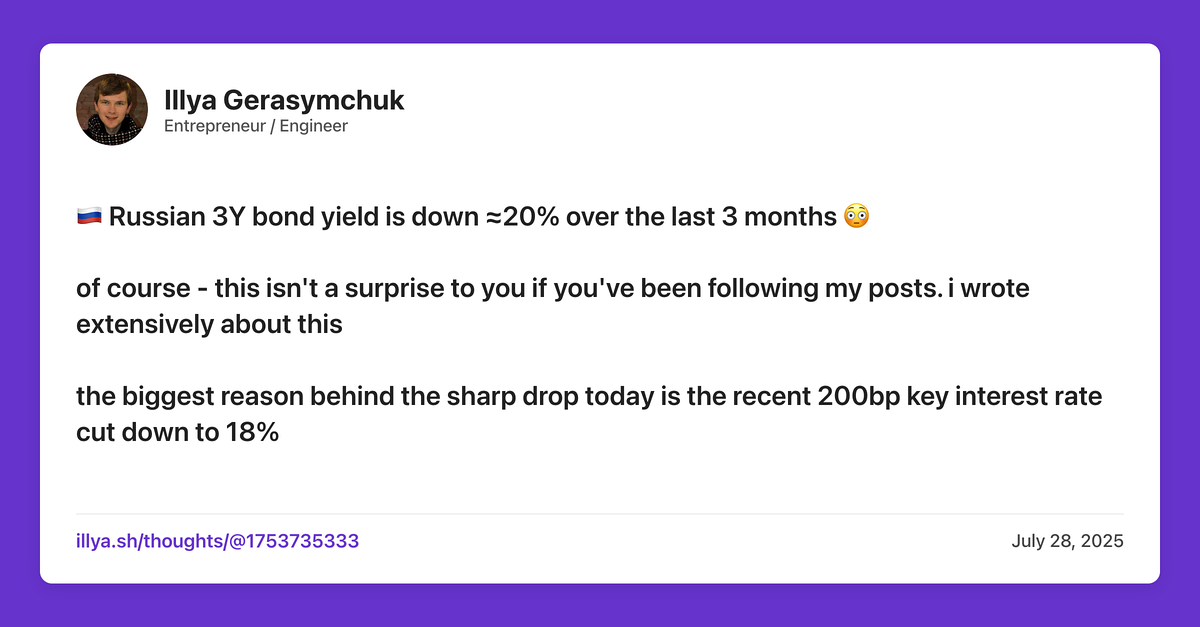 Illya Gerasymchuk
Entrepreneur / Engineer
🇷🇺 Russian 3Y bond yield is down ≈20% over the last 3 months 😳
of course - this isn't a surprise to you if you've been following my posts. i wrote
extensively about this
the biggest reason behind the sharp drop today is the recent 200bp key interest rate
cut down to 18%
illya.sh/thoughts/@1753735333
July 28, 2025